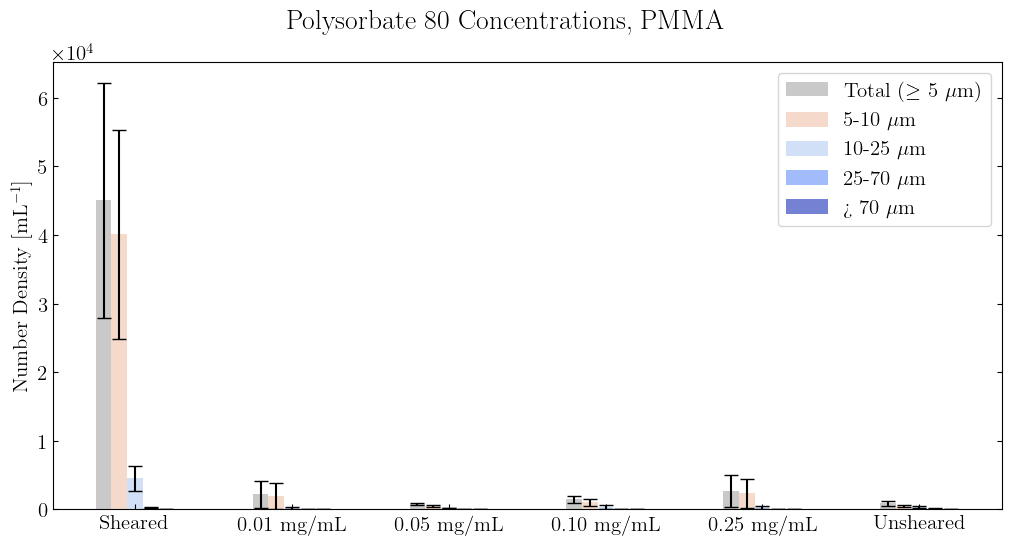 Polysorbate 80 Concentrations, PMMA
×10⁴
Number Density [mL⁻¹]
6
5
4
3
2
1
0
Total (≥ 5 μm)
5-10 μm
10-25 μm
25-70 μm
¿ 70 μm
Sheared
0.01 mg/mL
0.05 mg/mL
0.10 mg/mL
0.25 mg/mL
Unsheared